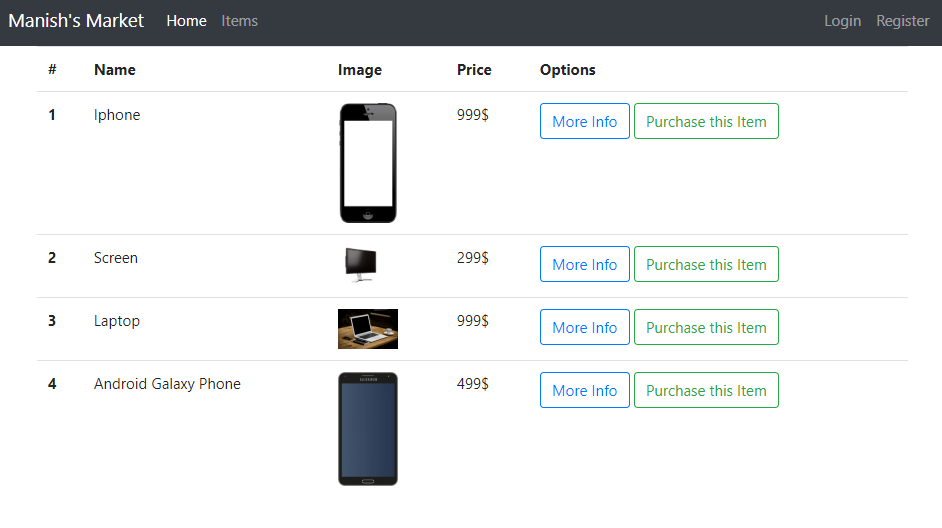 Manish's Market Home Items Login Register
# Name Image Price Options
1 Iphone 999$ More Info Purchase this Item
2 Screen 299$ More Info Purchase this Item
3 Laptop 999$ More Info Purchase this Item
4 Android Galaxy Phone 499$ More Info Purchase this Item